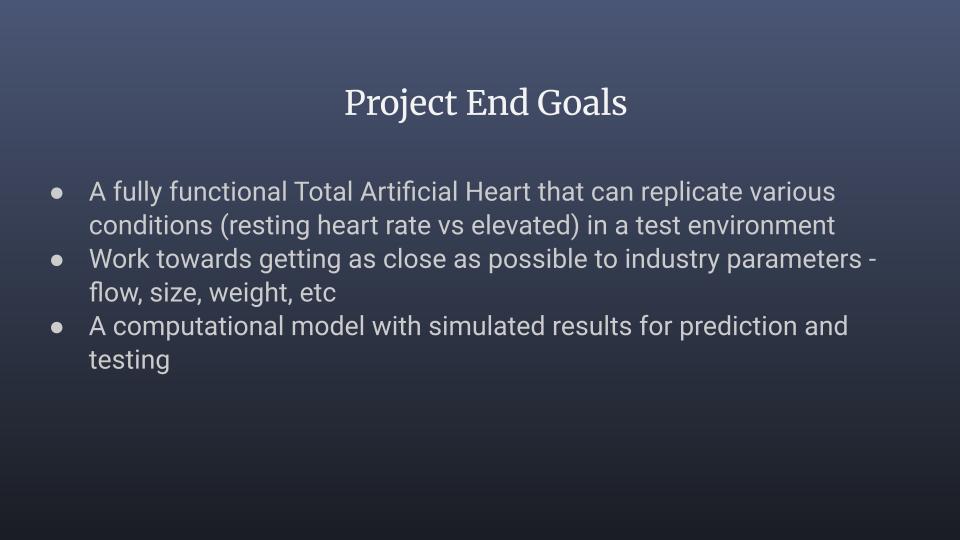 Project End Goals
● A fully functional Total Artificial Heart that can replicate various
conditions (resting heart rate vs elevated) in a test environment
● Work towards getting as close as possible to industry parameters -
flow, size, weight, etc
● A computational model with simulated results for prediction and
testing